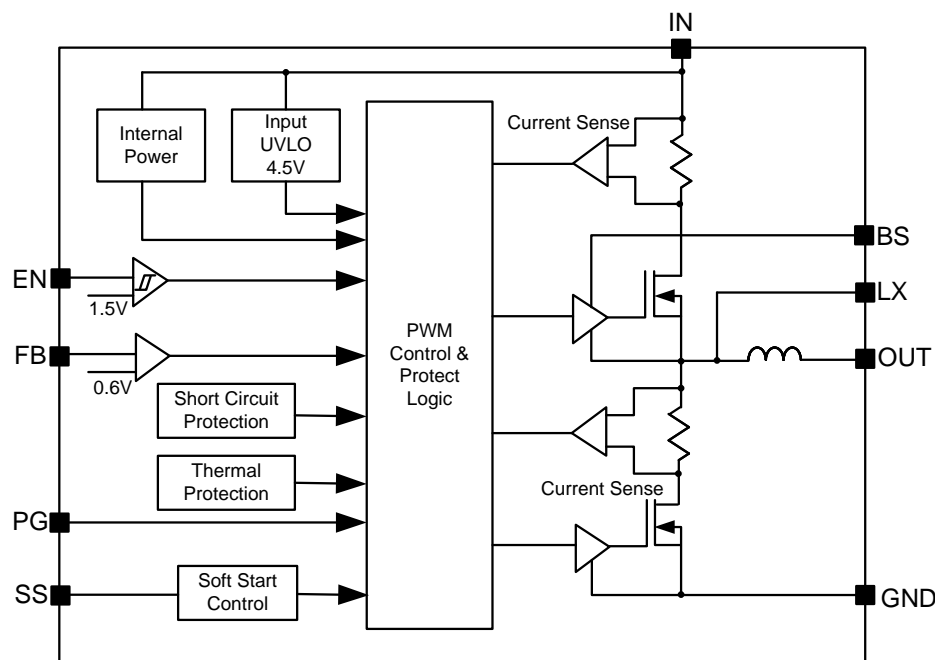 IN
Internal
Power
Input
UVLO
4.5V
Current Sense
BS
EN
1.5V
LX
PWM
Control &
Protect
Logic
FB
0.6V
OUT
Short Circuit
Protection
Thermal
Protection
Current Sense
PG
SS
Soft Start
Control
GND